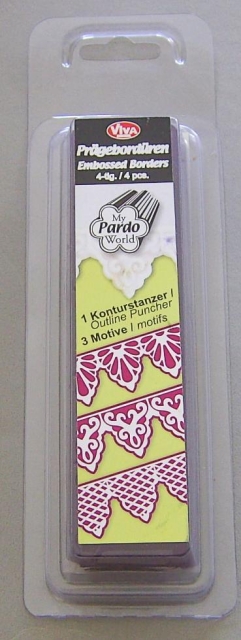 VIVA
Prägebordüren
Embossed Borders
4-tlg. / 4 pcs.
My
Pardo
World
1 Konturstanzer |
Outline Puncher
3 Motive | motifs